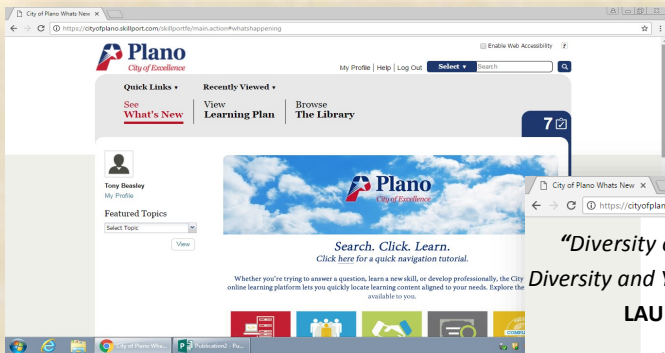 City of Plano Whats New
https://cityofplano.skillport.com/skillportfe/main.action#whatshappening
Plano
City of Excellence
Enable Web Accessibility ?
My Profile | Help | Log Out Select Search
Quick Links Recently Viewed
See
What's New
View
Learning Plan
Browse
The Library
7
Tony Beasley
My Profile
Featured Topics
Select Topic
View
Plano
City of Excellence
Search. Click. Learn.
Click here for a quick navigation tutorial.
Whether you're trying to answer a question, learn a new skill, or develop professionally, the City
online learning platform lets you quickly locate learning content aligned to your needs. Explore the
available to you.
City of Plano Wha...
Publication2 - Pu...
City of Plano Whats New
https://cityofplan
"Diversity
Diversity and
LAU